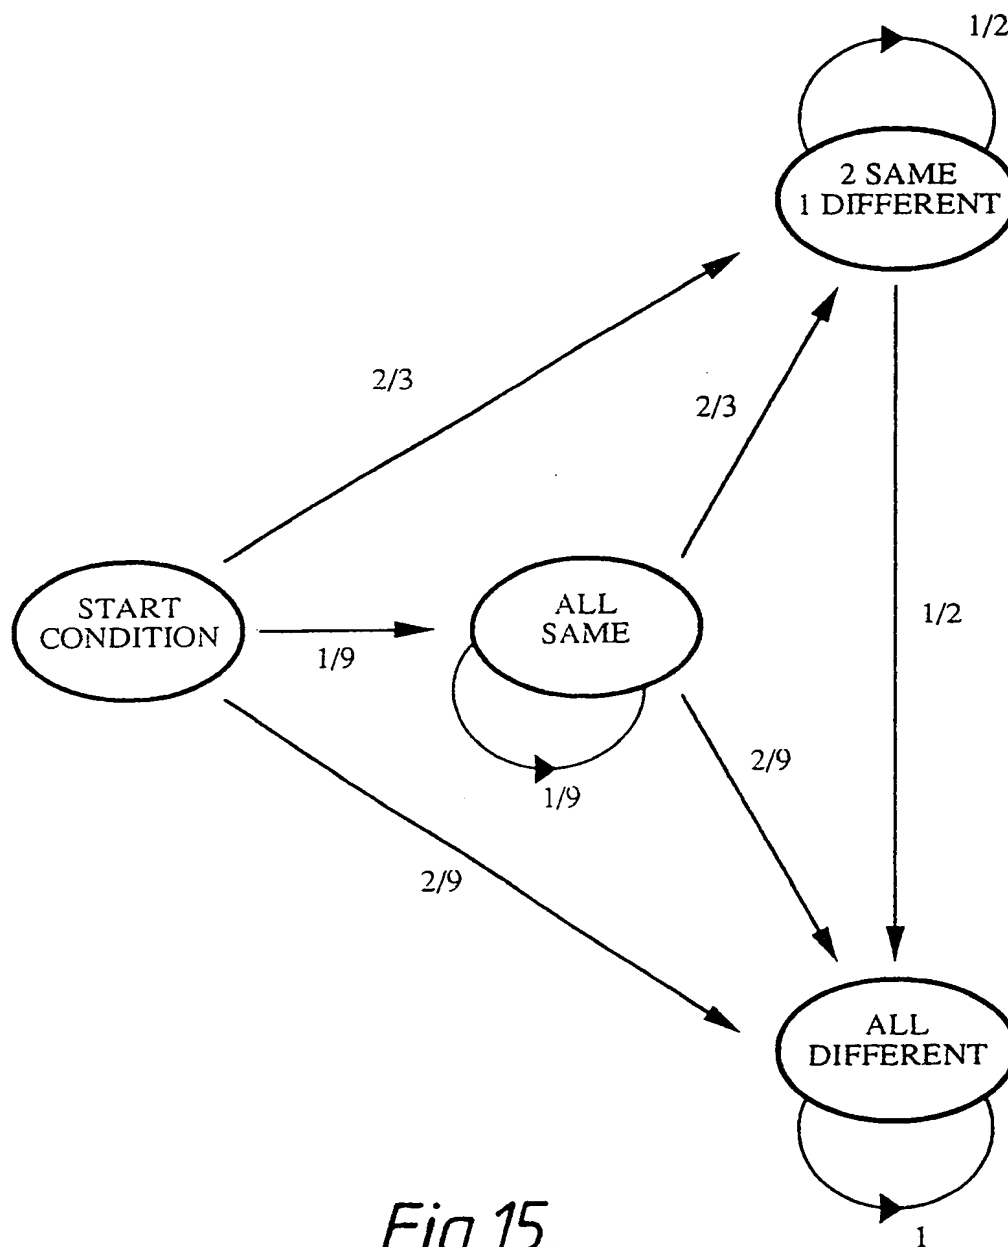 1/2
2 SAME
1 DIFFERENT
2/3
2/3
START
CONDITION
1/9
ALL
SAME
1/9
1/2
2/9
2/9
ALL
DIFFERENT
1
Fig 15.